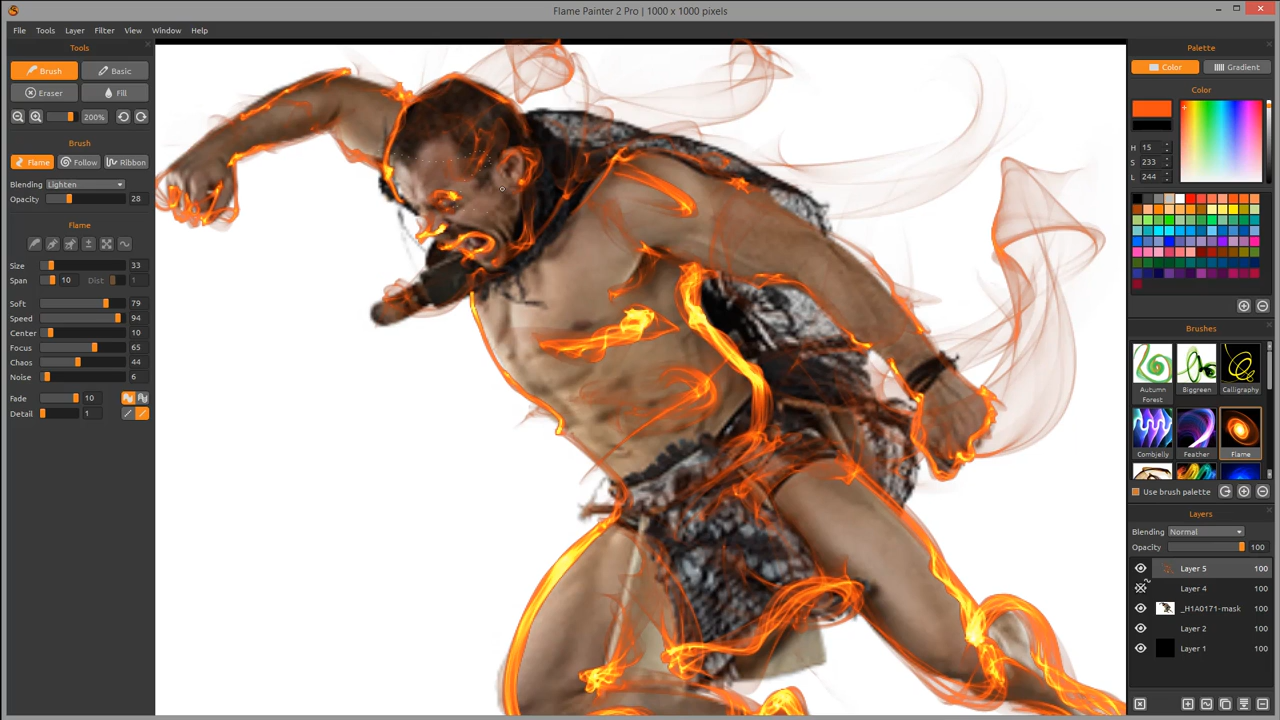 Flame Painter 2 Pro | 1000 x 1000 pixels
File Tools Layer Filter View Window Help
Tools
Brush Basic
Eraser Fill
200%
Brush
Flame Follow Ribbon
Blending Lighten
Opacity 28
Flame
Size 33
Span 10 Dist 1
Soft 79
Speed 94
Center 10
Focus 65
Chaos 44
Noise 6
Fade 10
Detail 1
Palette
Color Gradient
Color
H 15
S 233
L 244
Brushes
Autumn Forest Biggreen Calligraphy
Combjelly Feather Flame
Use brush palette
Layers
Blending Normal
Opacity 100
Layer 5 100
Layer 4 100
_H1A0171-mask 100
Layer 2 100
Layer 1 100